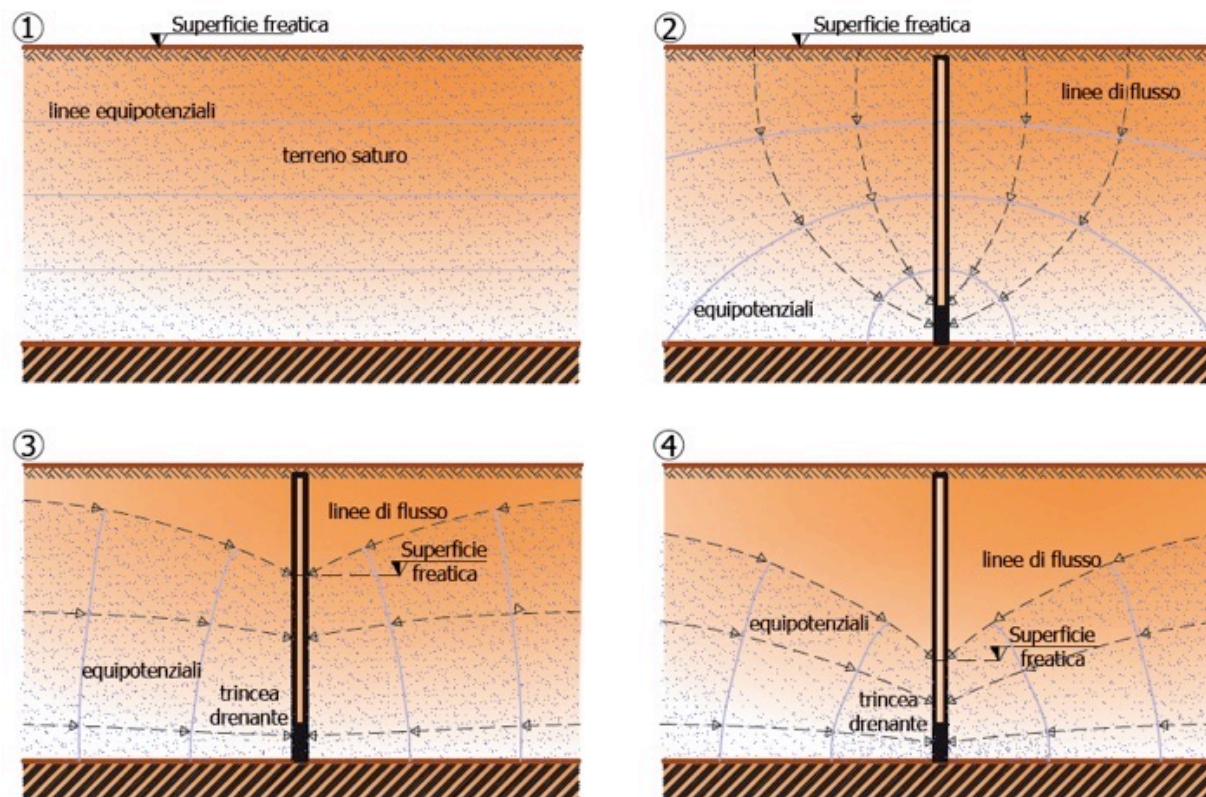 ①
Superficie freatica
linee equipotenziali
terreno saturo
②
Superficie freatica
linee di flusso
equipotenziali
③
linee di flusso
Superficie
freatica
equipotenziali
trincea
drenante
④
linee di flusso
equipotenziali
Superficie
freatica
trincea
drenante